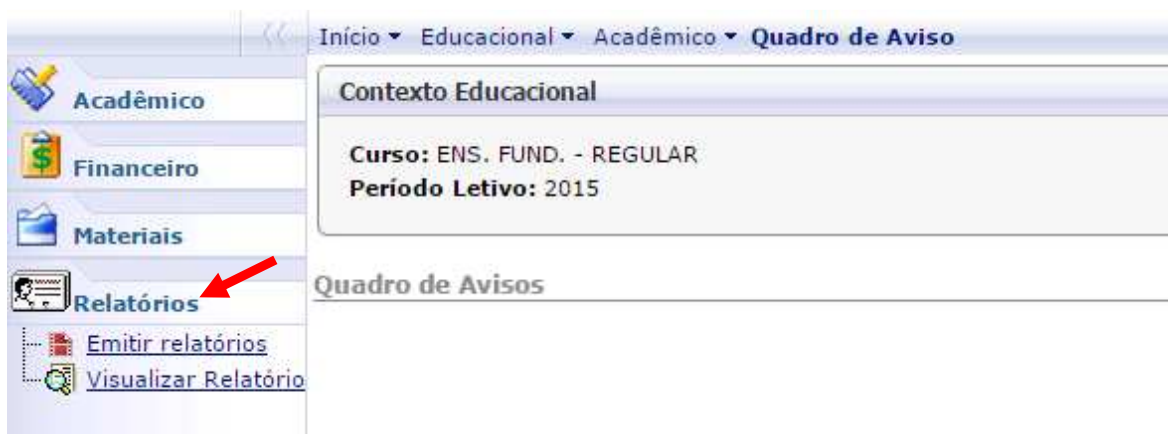 Início Educacional Acadêmico Quadro de Aviso
Acadêmico
Financeiro
Materiais
Relatórios
Emitir relatórios
Visualizar Relatório
Contexto Educacional
Curso: ENS. FUND. - REGULAR
Período Letivo: 2015
Quadro de Avisos